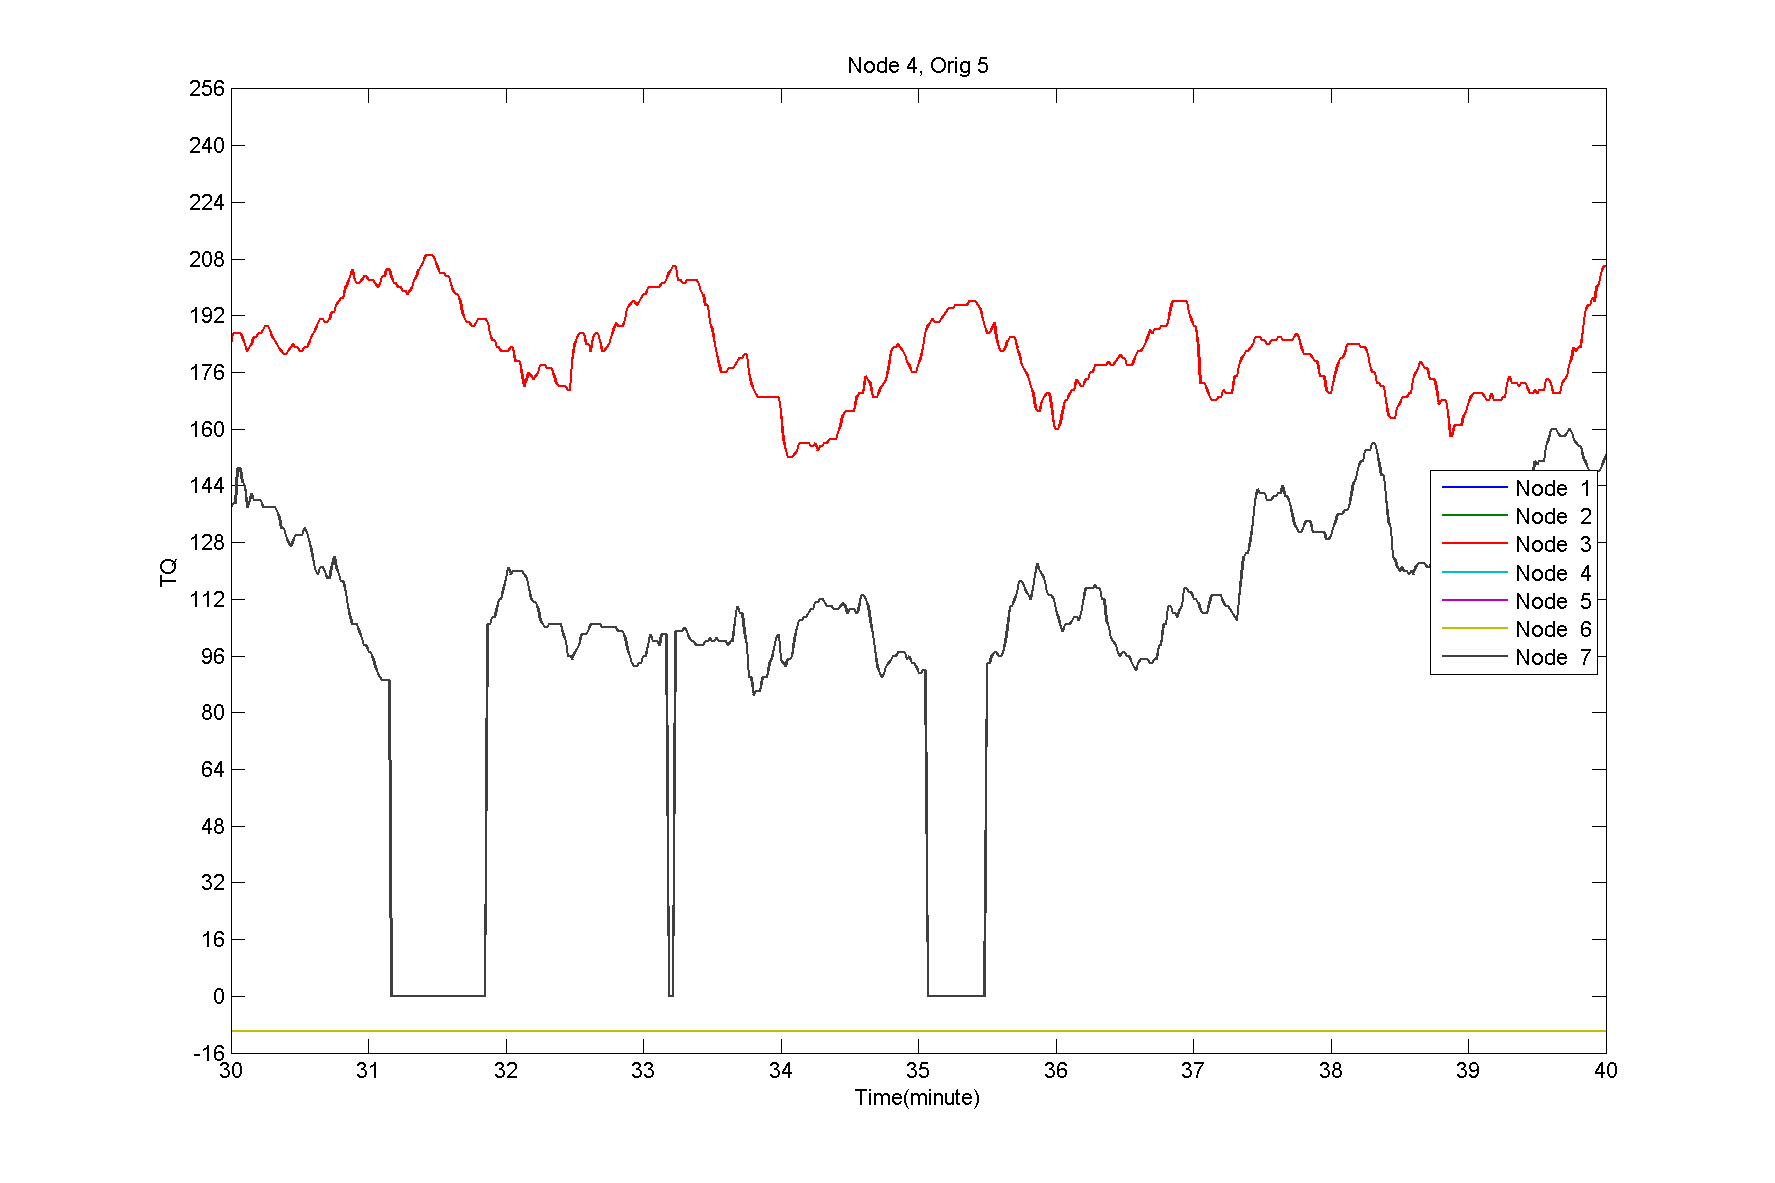 Node 4, Orig 5
256
240
224
208
192
176
160
144
128
112
96
80
64
48
32
16
0
-16
TQ
Node 1
Node 2
Node 3
Node 4
Node 5
Node 6
Node 7
30 31 32 33 34 35 36 37 38 39 40
Time(minute)